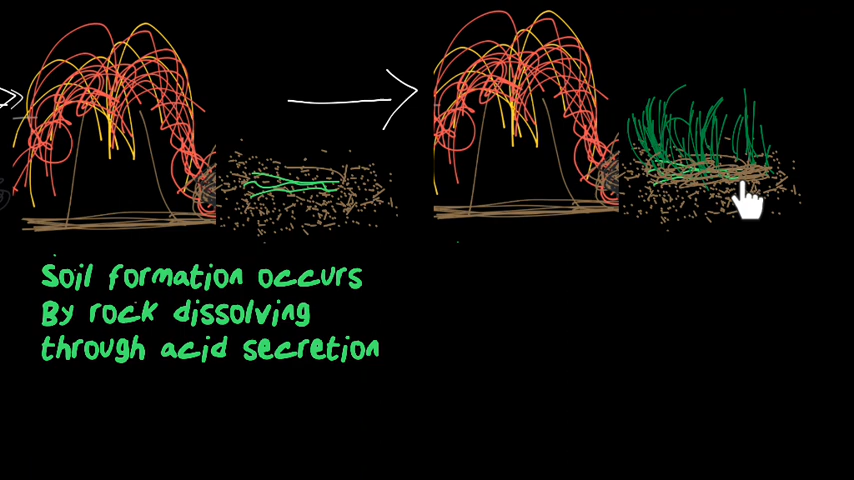 Soil formation occurs
By rock dissolving
through acid secretion